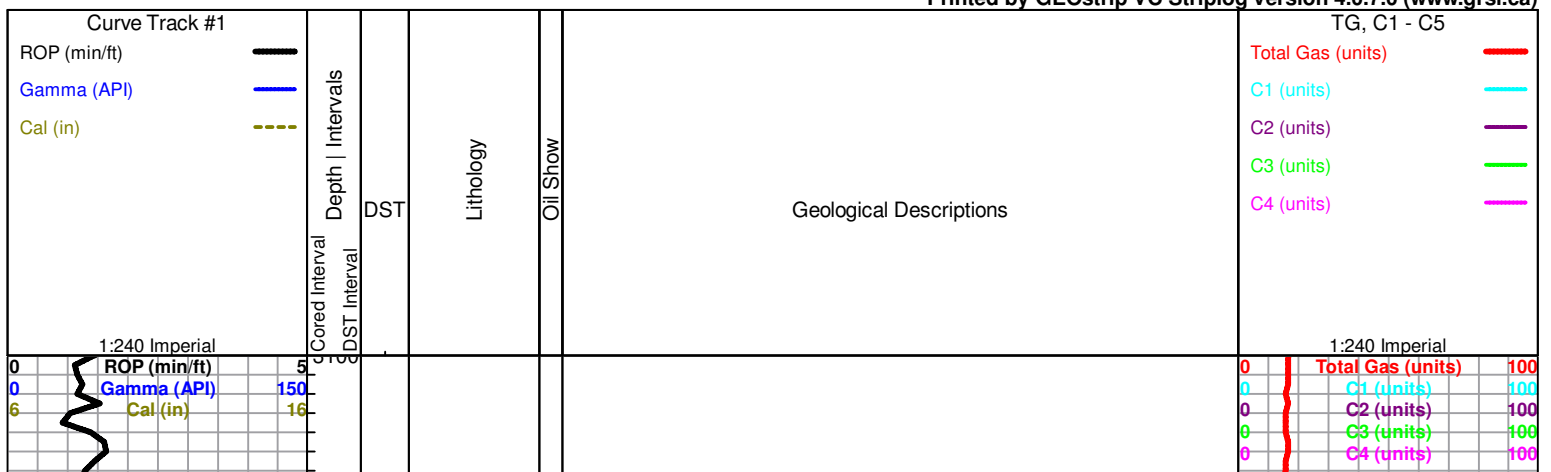 Printed by GEOstrip VC Striplog version 4.0.7.0 (www.grsi.ca)
Curve Track #1
ROP (min/ft)
Gamma (API)
Cal (in)
1:240 Imperial
Depth | Intervals
Cored Interval
DST Interval
DST
Lithology
Oil Show
Geological Descriptions
TG, C1 - C5
Total Gas (units)
C1 (units)
C2 (units)
C3 (units)
C4 (units)
1:240 Imperial
0 ROP (min/ft) 5
0 Gamma (API) 150
6 Cal (in) 16
0 Total Gas (units) 100
0 C1 (units) 100
0 C2 (units) 100
0 C3 (units) 100
0 C4 (units) 100